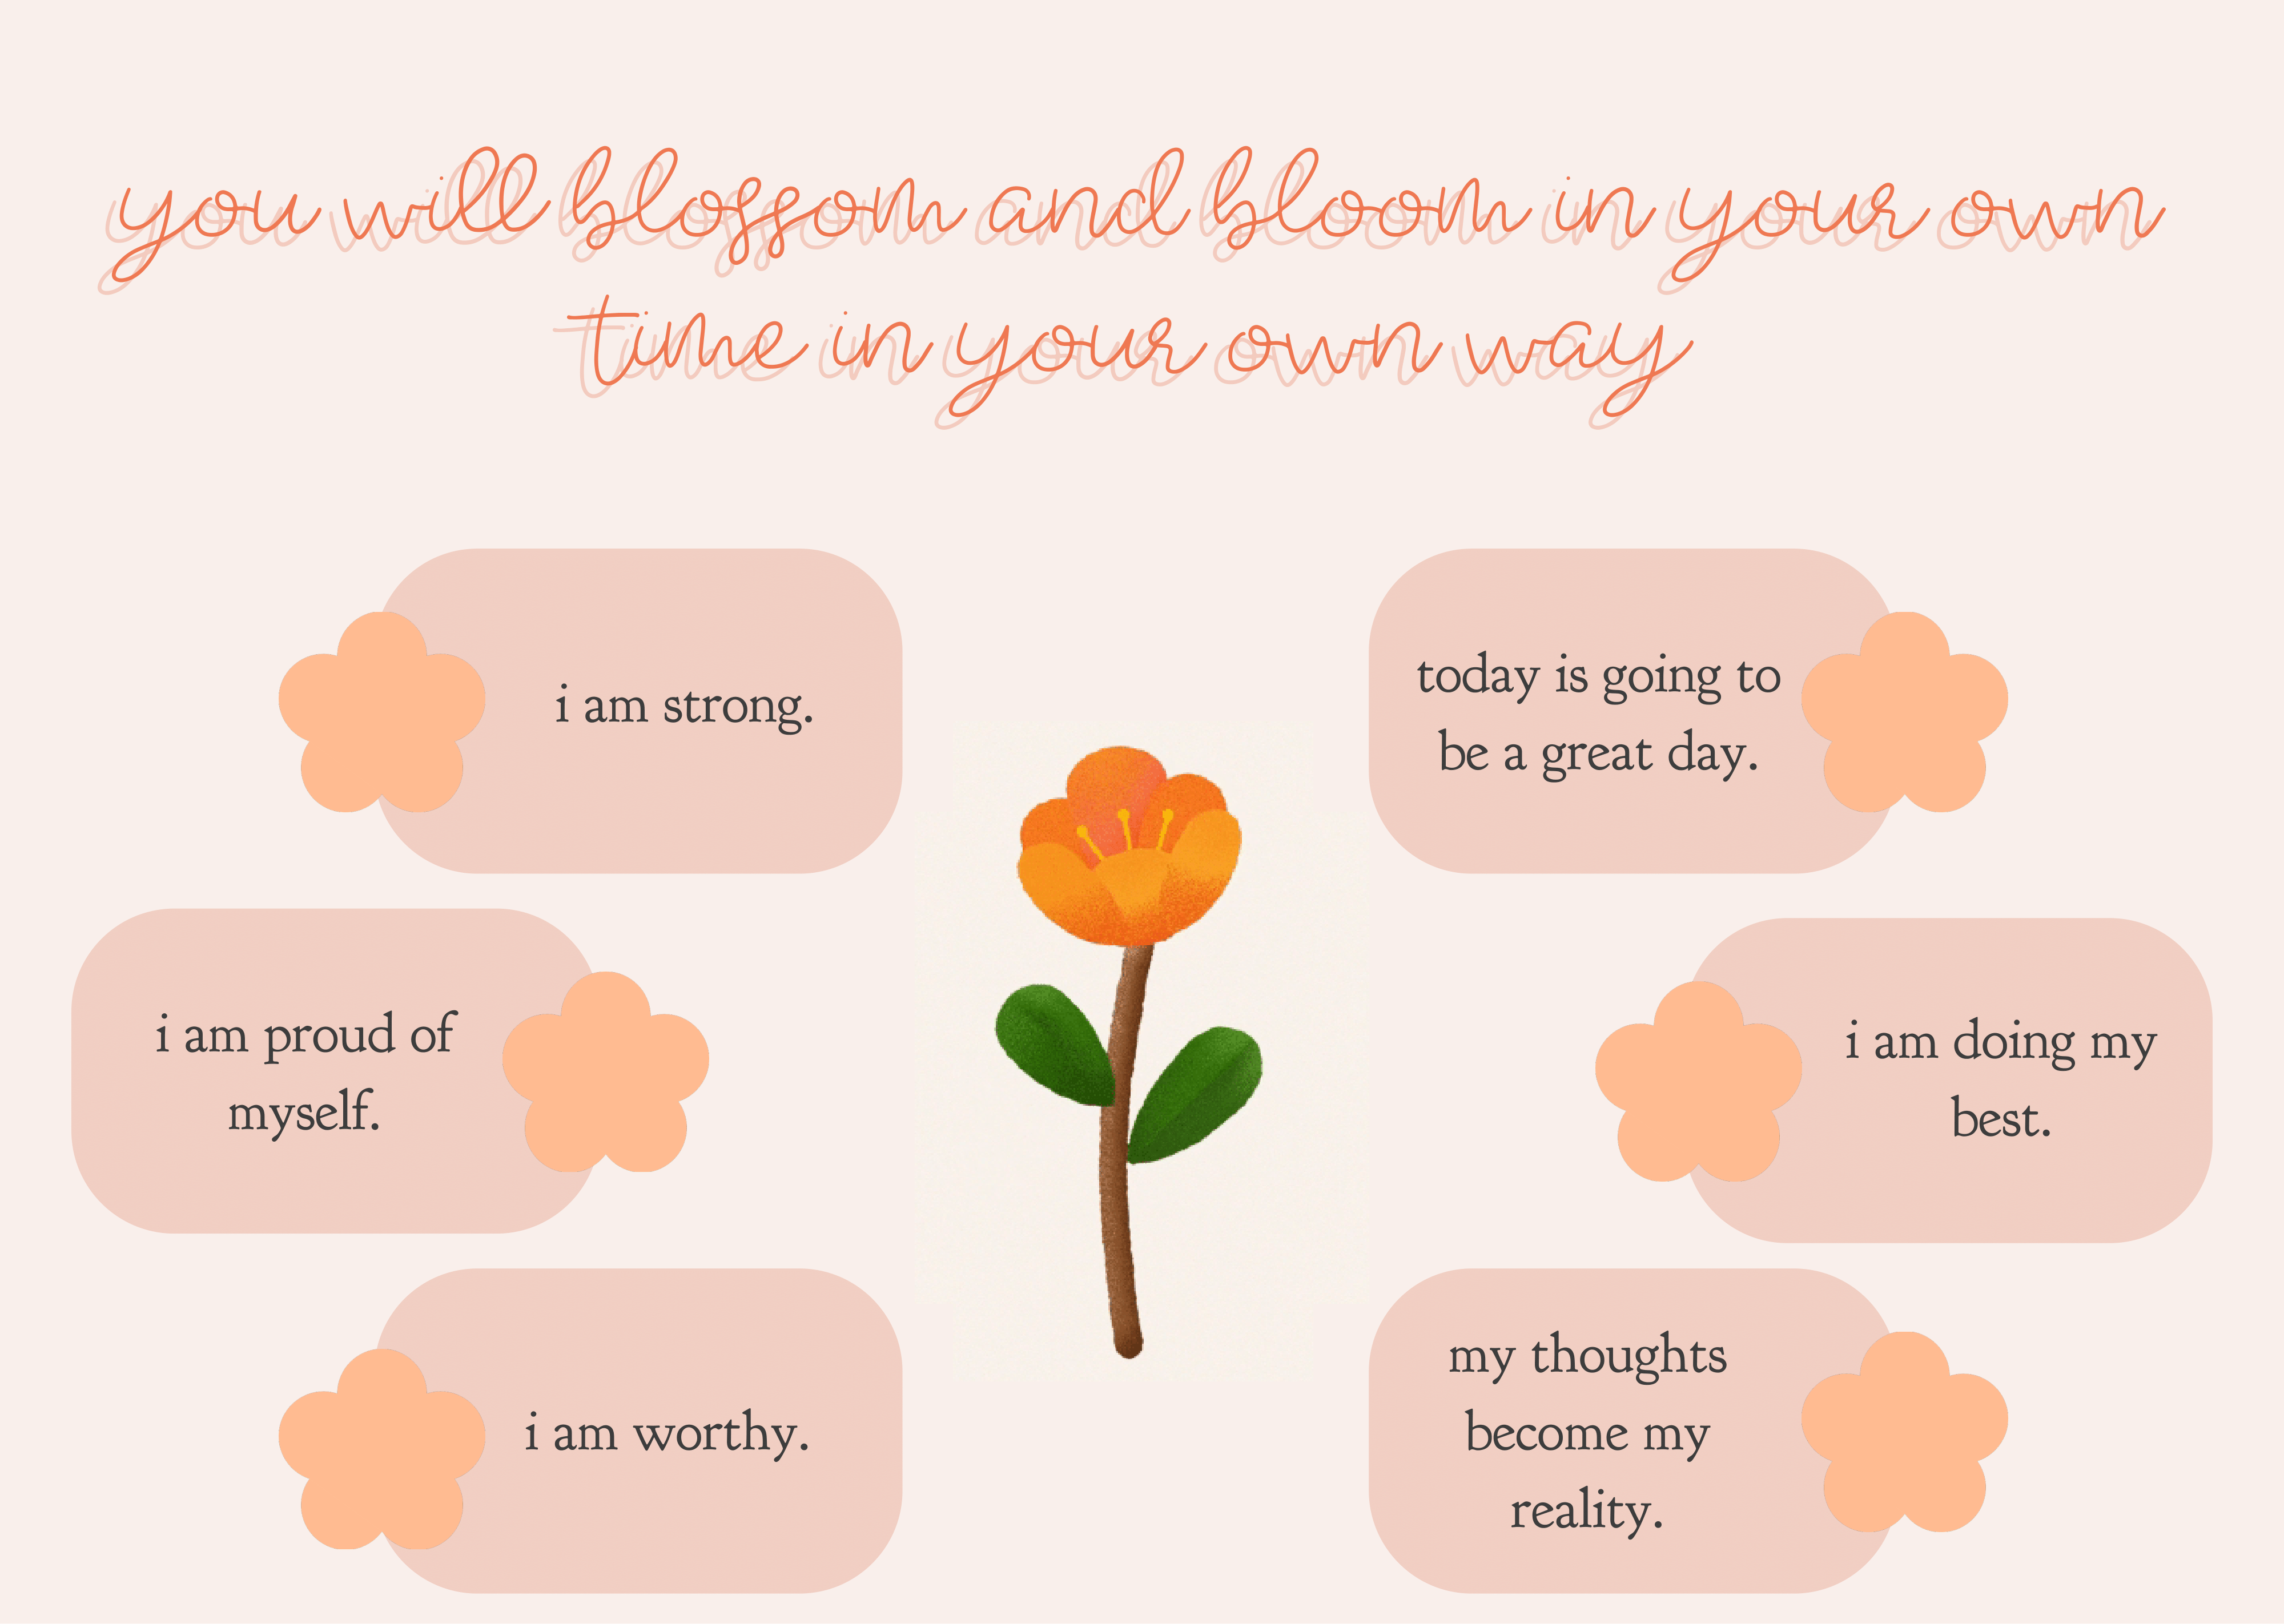 you will blossom and bloom in your own
time in your own way
i am strong.
today is going to
be a great day.
i am proud of
myself.
i am doing my
best.
i am worthy.
my thoughts
become my
reality.